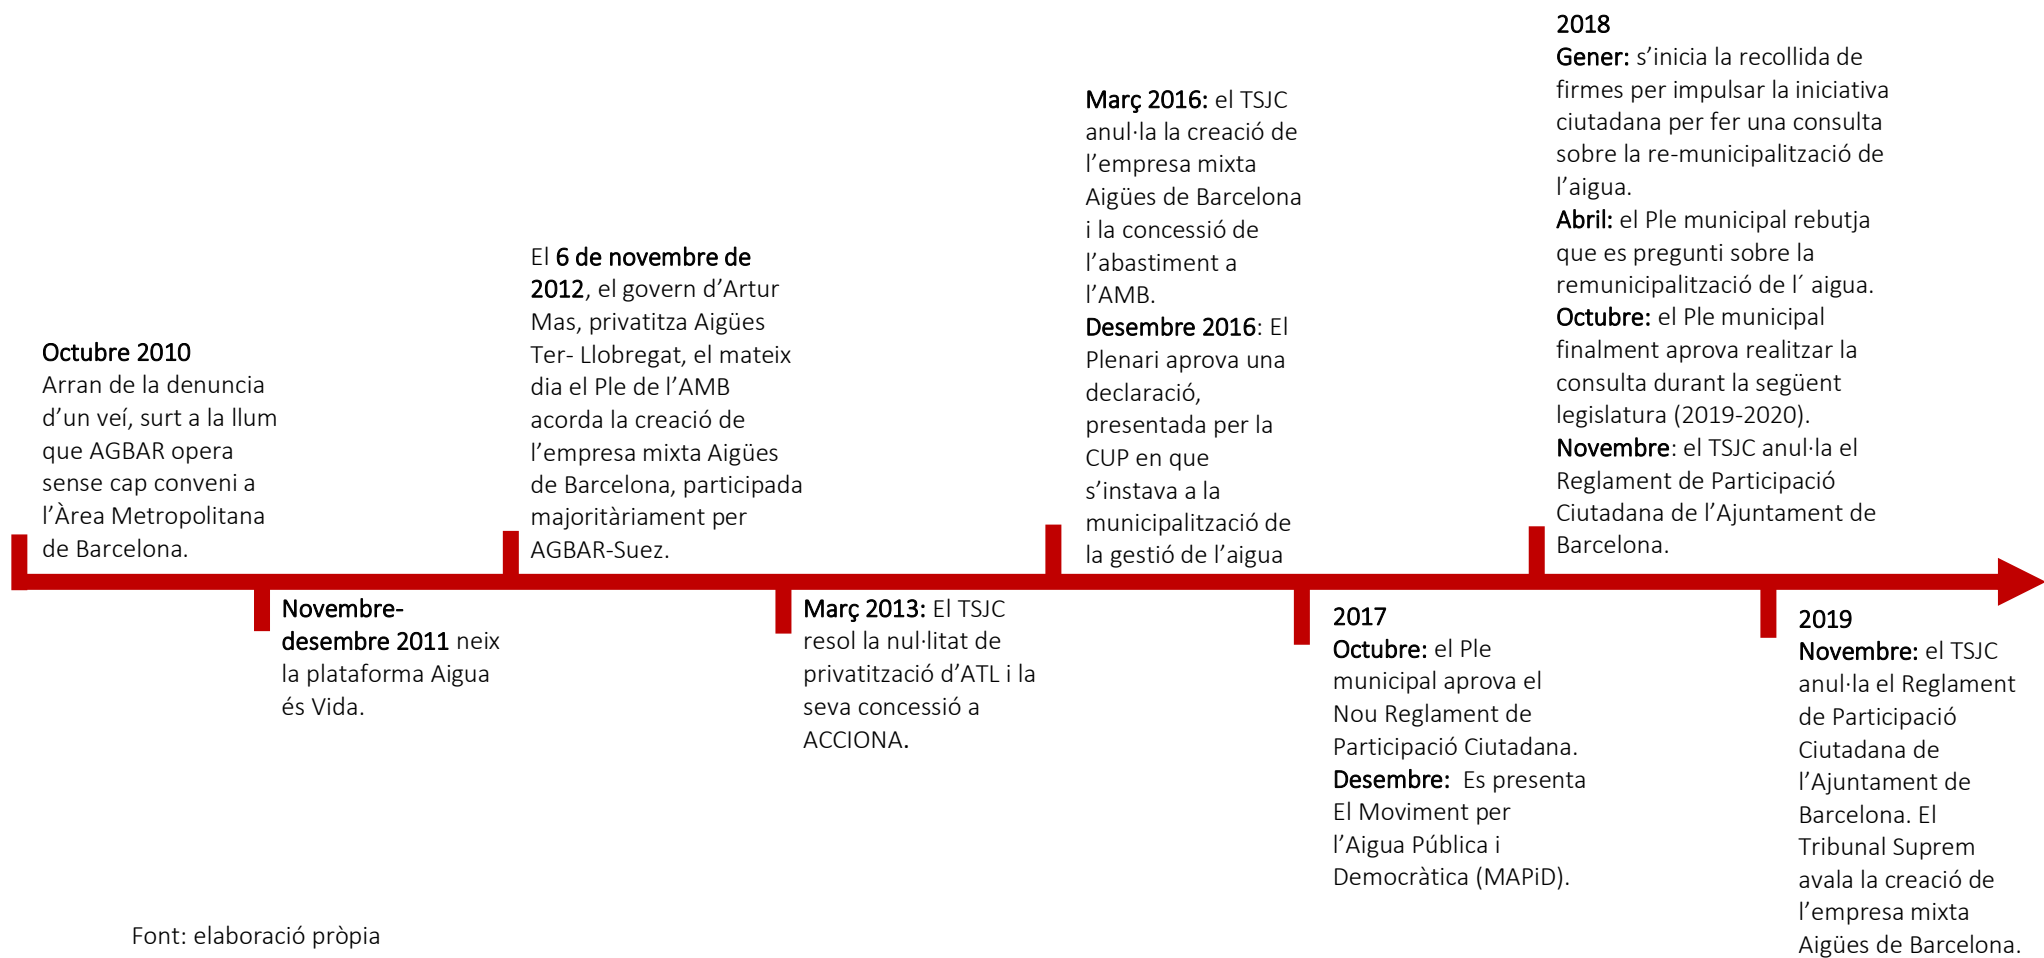 Octubre 2010
Arran de la denuncia
d’un veí, surt a la llum
que AGBAR opera
sense cap conveni a
l’Àrea Metropolitana
de Barcelona.
Novembre-
desembre 2011 neix
la plataforma Aigua
és Vida.
El 6 de novembre de
2012, el govern d’Artur
Mas, privatitza Aigües
Ter- Llobregat, el mateix
dia el Ple de l’AMB
acorda la creació de
l’empresa mixta Aigües
de Barcelona, participada
majoritàriament per
AGBAR-Suez.
Març 2013: El TSJC
resol la nul·litat de
privatització d’ATL i la
seva concessió a
ACCIONA.
Març 2016: el TSJC
anul·la la creació de
l’empresa mixta
Aigües de Barcelona
i la concessió de
l’abastiment a
l’AMB.
Desembre 2016: El
Plenari aprova una
declaració,
presentada per la
CUP en que
s’instava a la
municipalització de
la gestió de l’aigua
2017
Octubre: el Ple
municipal aprova el
Nou Reglament de
Participació Ciutadana.
Desembre:  Es presenta
El Moviment per
l’Aigua Pública i
Democràtica (MAPiD).
2018
Gener: s’inicia la recollida de
firmes per impulsar la iniciativa
ciutadana per fer una consulta
sobre la re-municipalització de
l’aigua.
Abril: el Ple municipal rebutja
que es pregunti sobre la
remunicipalització de l´ aigua.
Octubre: el Ple municipal
finalment aprova realitzar la
consulta durant la següent
legislatura (2019-2020).
Novembre: el TSJC anul·la el
Reglament de Participació
Ciutadana de l’Ajuntament de
Barcelona.
2019
Novembre: el TSJC
anul·la el Reglament
de Participació
Ciutadana de
l’Ajuntament de
Barcelona. El
Tribunal Suprem
avala la creació de
l’empresa mixta
Aigües de Barcelona.
Font: elaboració pròpia